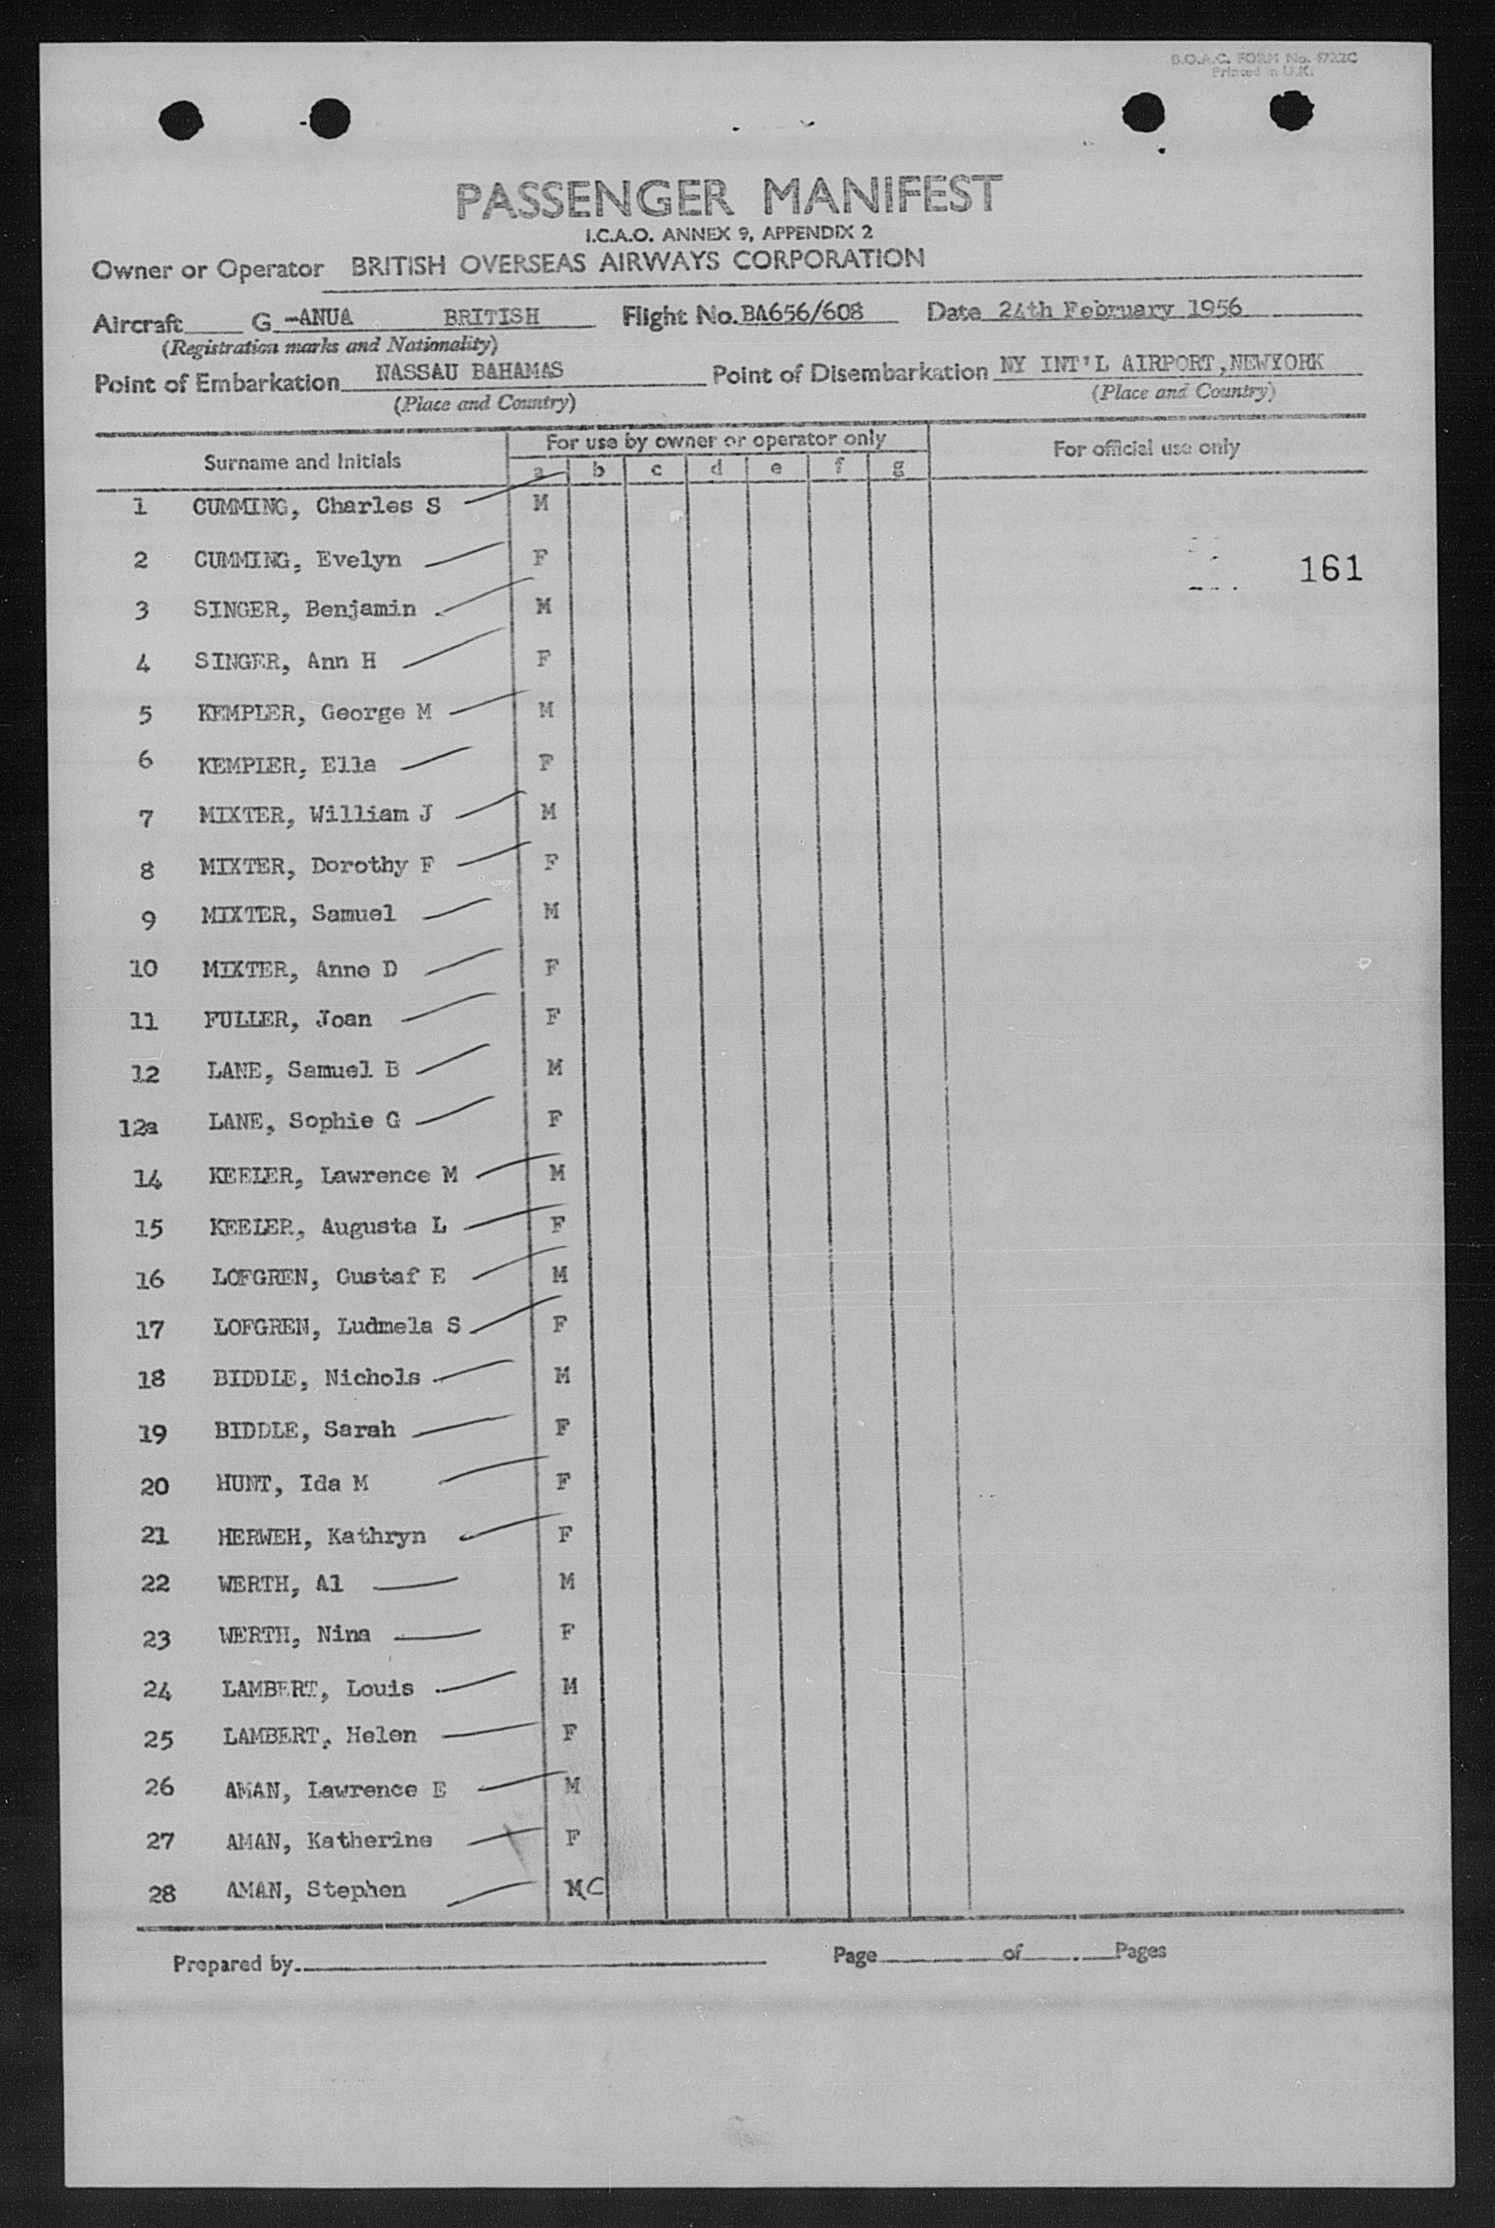 B.O.A.C. FORM No. 4722C
Printed in U.K.
PASSENGER MANIFEST
I.C.A.O. ANNEX 9, APPENDIX 2
Owner or Operator BRITISH OVERSEAS AIRWAYS CORPORATION
Aircraft G -ANUA BRITISH Flight No. BA656/608 Date 24th February 1956
(Registration marks and Nationality)
Point of Embarkation NASSAU BAHAMAS Point of Disembarkation NY INT'L AIRPORT,NEWYORK
(Place and Country) (Place and Country)
Surname and Initials For use by owner or operator only For official use only
a b c d e f g
1 CUMMING, Charles S M
2 CUMMING, Evelyn F
161
3 SINGER, Benjamin M
4 SINGER, Ann H F
5 KEMPLER, George M M
6 KEMPLER, Ella F
7 MIXTER, William J M
8 MIXTER, Dorothy F F
9 MIXTER, Samuel M
10 MIXTER, Anne D F
11 FULLER, Joan F
12 LANE, Samuel B M
12a LANE, Sophie G F
14 KEELER, Lawrence M M
15 KEELER, Augusta L F
16 LOFGREN, Gustaf E M
17 LOFGREN, Ludmela S F
18 BIDDLE, Nichols M
19 BIDDLE, Sarah F
20 HUNT, Ida M F
21 HERWEH, Kathryn F
22 WERTH, Al M
23 WERTH, Nina F
24 LAMBERT, Louis M
25 LAMBERT, Helen F
26 AMAN, Lawrence E M
27 AMAN, Katherine F
28 AMAN, Stephen MC
Prepared by Page of Pages